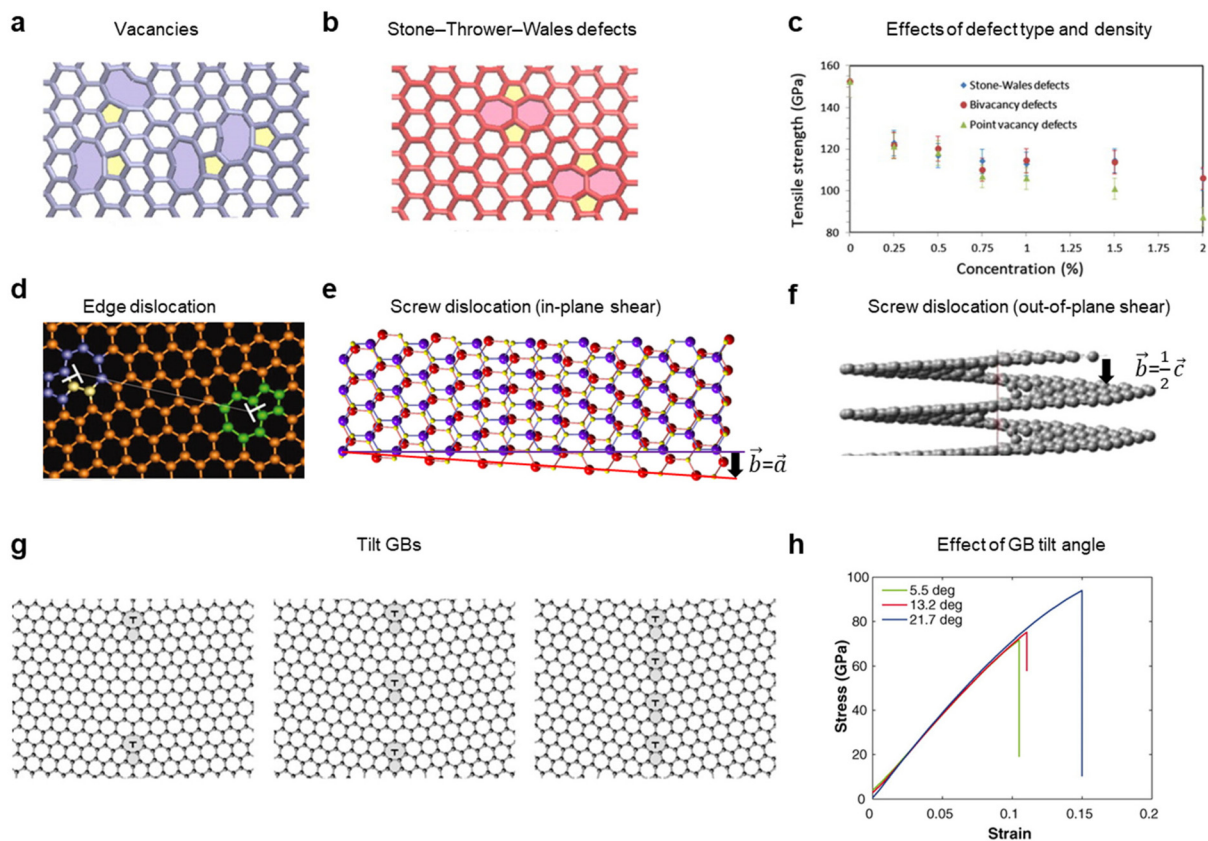 a
Vacancies
b
Stone–Thrower–Wales defects
c
Effects of defect type and density
160
140
120
100
80
Tensile strength (GPa)
Stone-Wales defects
Bivacancy defects
Point vacancy defects
0 0.25 0.5 0.75 1 1.25 1.5 1.75 2
Concentration (%)
d
Edge dislocation
e
Screw dislocation (in-plane shear)
b⃗=a⃗
f
Screw dislocation (out-of-plane shear)
b⃗=½c⃗
g
Tilt GBs
h
Effect of GB tilt angle
100
80
60
40
20
0
Stress (GPa)
5.5 deg
13.2 deg
21.7 deg
0 0.05 0.1 0.15 0.2
Strain